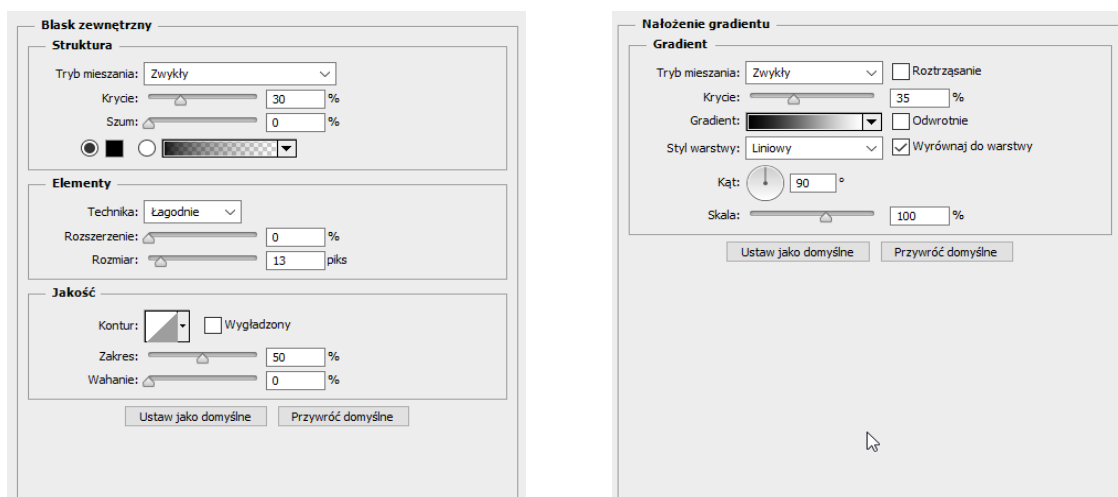 Blask zewnętrzny
Struktura
Tryb mieszania: Zwykły
Krycie: 30 %
Szum: 0 %
Elementy
Technika: Łagodnie
Rozszerzenie: 0 %
Rozmiar: 13 piks
Jakość
Kontur: Wygładzony
Zakres: 50 %
Wahanie: 0 %
Ustaw jako domyślne Przywróć domyślne
Nałożenie gradientu
Gradient
Tryb mieszania: Zwykły Roztrząsanie
Krycie: 35 %
Gradient: Odwrotnie
Styl warstwy: Liniowy Wyrównaj do warstwy
Kąt: 90 °
Skala: 100 %
Ustaw jako domyślne Przywróć domyślne